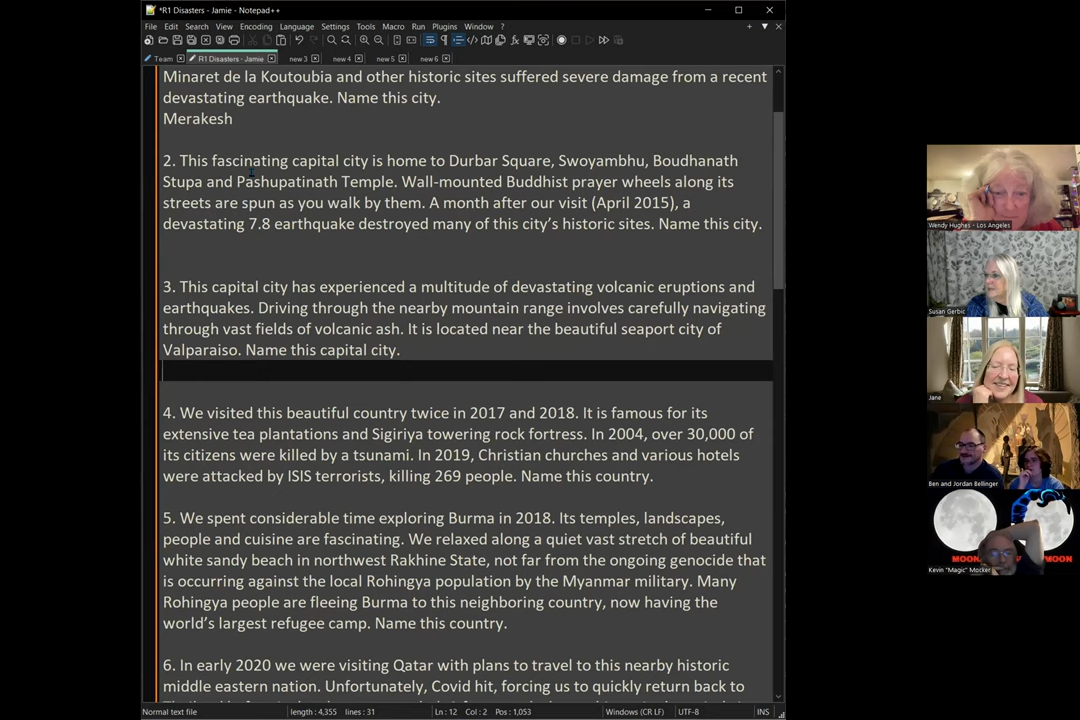 *R1 Disasters - Jamie - Notepad++
File Edit Search View Encoding Language Settings Tools Macro Run Plugins Window ?
Team R1 Disasters - Jamie new 3 new 4 new 5 new 6
Minaret de la Koutoubia and other historic sites suffered severe damage from a recent
devastating earthquake. Name this city.
Merakesh
2. This fascinating capital city is home to Durbar Square, Swoyambhu, Boudhanath
Stupa and Pashupatinath Temple. Wall-mounted Buddhist prayer wheels along its
streets are spun as you walk by them. A month after our visit (April 2015), a
devastating 7.8 earthquake destroyed many of this city's historic sites. Name this city.
3. This capital city has experienced a multitude of devastating volcanic eruptions and
earthquakes. Driving through the nearby mountain range involves carefully navigating
through vast fields of volcanic ash. It is located near the beautiful seaport city of
Valparaiso. Name this capital city.
4. We visited this beautiful country twice in 2017 and 2018. It is famous for its
extensive tea plantations and Sigiriya towering rock fortress. In 2004, over 30,000 of
its citizens were killed by a tsunami. In 2019, Christian churches and various hotels
were attacked by ISIS terrorists, killing 269 people. Name this country.
5. We spent considerable time exploring Burma in 2018. Its temples, landscapes,
people and cuisine are fascinating. We relaxed along a quiet vast stretch of beautiful
white sandy beach in northwest Rakhine State, not far from the ongoing genocide that
is occurring against the local Rohingya population by the Myanmar military. Many
Rohingya people are fleeing Burma to this neighboring country, now having the
world's largest refugee camp. Name this country.
6. In early 2020 we were visiting Qatar with plans to travel to this nearby historic
middle eastern nation. Unfortunately, Covid hit, forcing us to quickly return back to
Normal text file length : 4,355 lines : 31 Ln : 12 Col : 2 Pos : 1,053 Windows (CR LF) UTF-8 INS
Wendy Hughes - Los Angeles
Susan Gerbic
Jane
Ben and Jordan Bellinger
MOON MOON
Kevin "Magic" Mocker